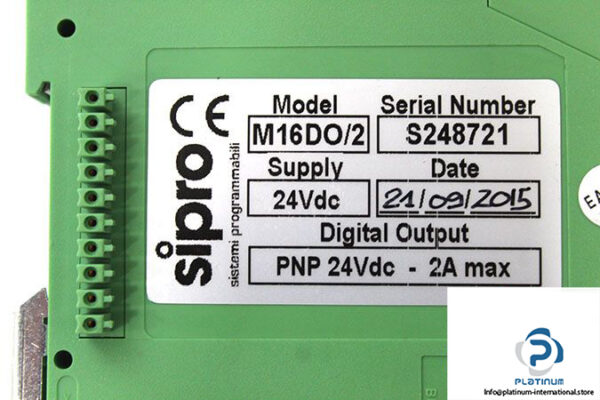 sipro
sistemi programmabili
CE
Model
M16DO/2
Serial Number
S248721
Supply
24Vdc
Date
21/09/2015
Digital Output
PNP 24Vdc - 2A max
EA
P
PLATINUM
Info@platinum-international.store